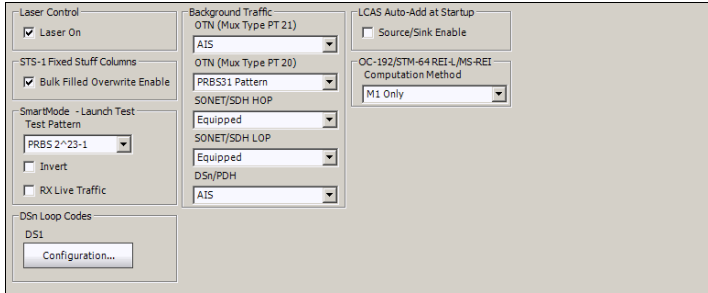 Laser Control
Laser On
STS-1 Fixed Stuff Columns
Bulk Filled Overwrite Enable
SmartMode - Launch Test
Test Pattern
PRBS 2^23-1
Invert
RX Live Traffic
DSn Loop Codes
DS1
Configuration...
Background Traffic
OTN (Mux Type PT 21)
AIS
OTN (Mux Type PT 20)
PRBS31 Pattern
SONET/SDH HOP
Equipped
SONET/SDH LOP
Equipped
DSn/PDH
AIS
LCAS Auto-Add at Startup
Source/Sink Enable
OC-192/STM-64 REI-L/MS-REI
Computation Method
M1 Only